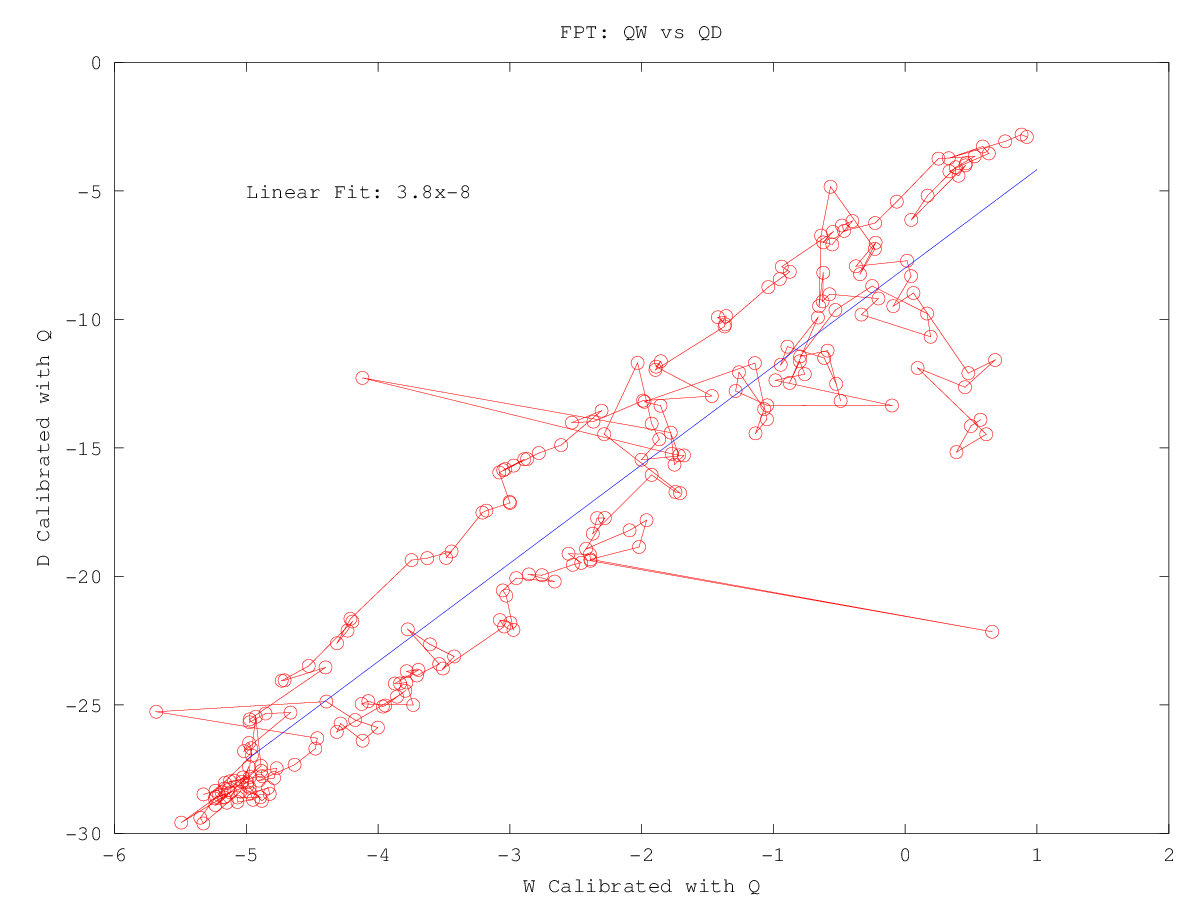 FPT: QW vs QD
0
-5
Linear Fit: 3.8x-8
-10
-15
D Calibrated with Q
-20
-25
-30
-6 -5 -4 -3 -2 -1 0 1 2
W Calibrated with Q